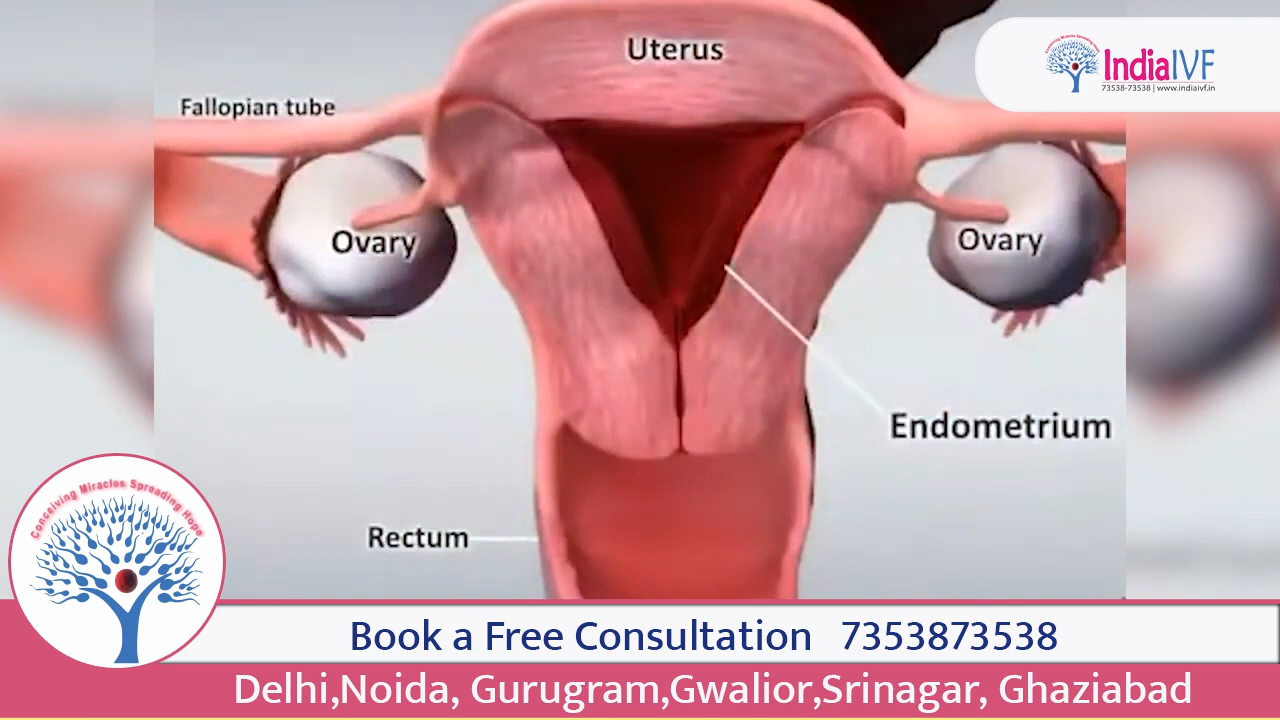 Uterus
IndiaIVF
73538-73538 | www.indiaivf.in
Fallopian tube
Ovary
Ovary
Endometrium
Rectum
Conceiving Miracles Spreading Hope
Book a Free Consultation 7353873538
Delhi,Noida, Gurugram,Gwalior,Srinagar, Ghaziabad